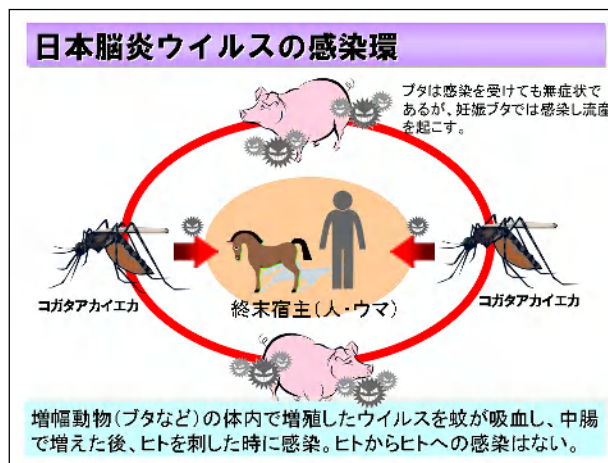 日本脳炎ウイルスの感染環
ブタは感染を受けても無症状で
あるが、妊娠ブタでは感染し流産
を起こす。
コガタアカイエカ
コガタアカイエカ
終末宿主(人・ウマ)
増幅動物(ブタなど)の体内で増殖したウイルスを蚊が吸血し、中腸
で増えた後、ヒトを刺した時に感染。ヒトからヒトへの感染はない。